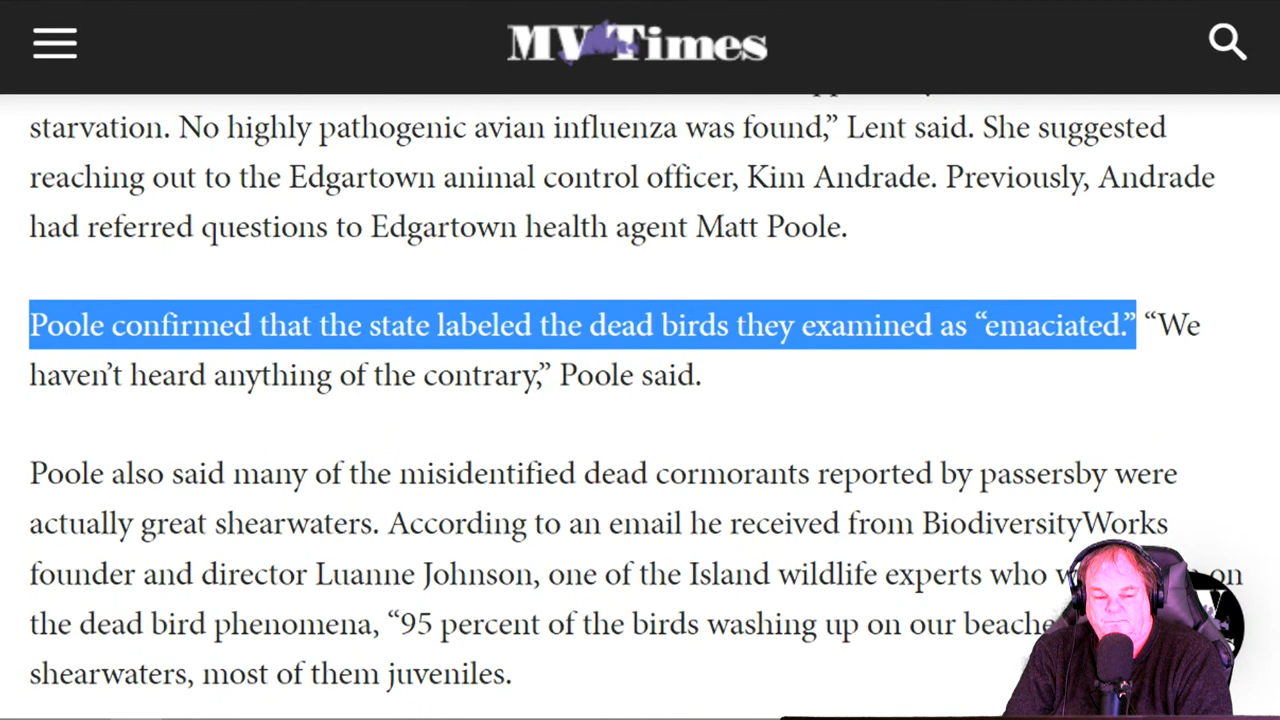 MV Times
starvation. No highly pathogenic avian influenza was found,” Lent said. She suggested
reaching out to the Edgartown animal control officer, Kim Andrade. Previously, Andrade
had referred questions to Edgartown health agent Matt Poole.
Poole confirmed that the state labeled the dead birds they examined as “emaciated.” “We
haven’t heard anything of the contrary,” Poole said.
Poole also said many of the misidentified dead cormorants reported by passersby were
actually great shearwaters. According to an email he received from BiodiversityWorks
founder and director Luanne Johnson, one of the Island wildlife experts who on
the dead bird phenomena, “95 percent of the birds washing up on our
shearwaters, most of them juveniles.